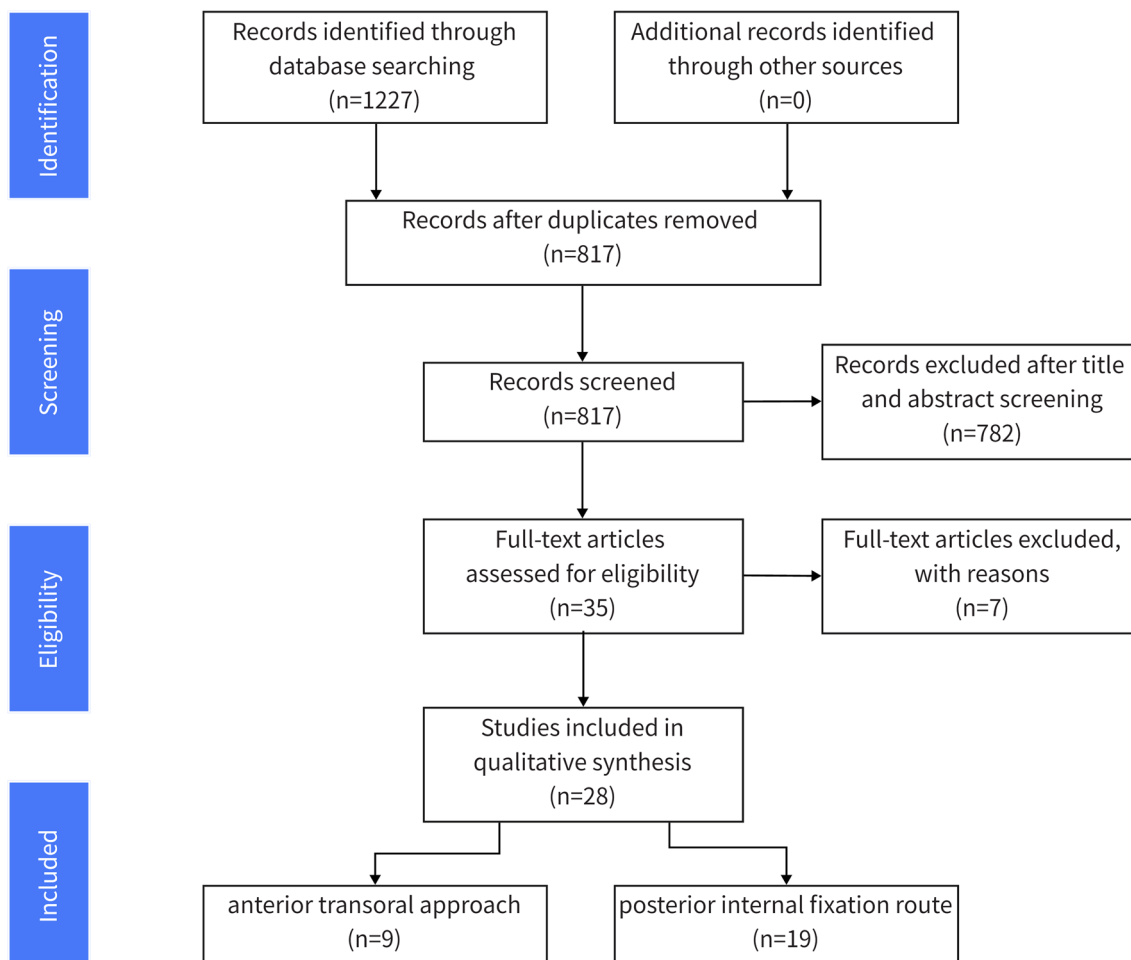 Identification
Records identified through
database searching
(n=1227)
Additional records identified
through other sources
(n=0)
Records after duplicates removed
(n=817)
Screening
Records screened
(n=817)
Records excluded after title
and abstract screening
(n=782)
Eligibility
Full-text articles
assessed for eligibility
(n=35)
Full-text articles excluded,
with reasons
(n=7)
Studies included in
qualitative synthesis
(n=28)
Included
anterior transoral approach
(n=9)
posterior internal fixation route
(n=19)